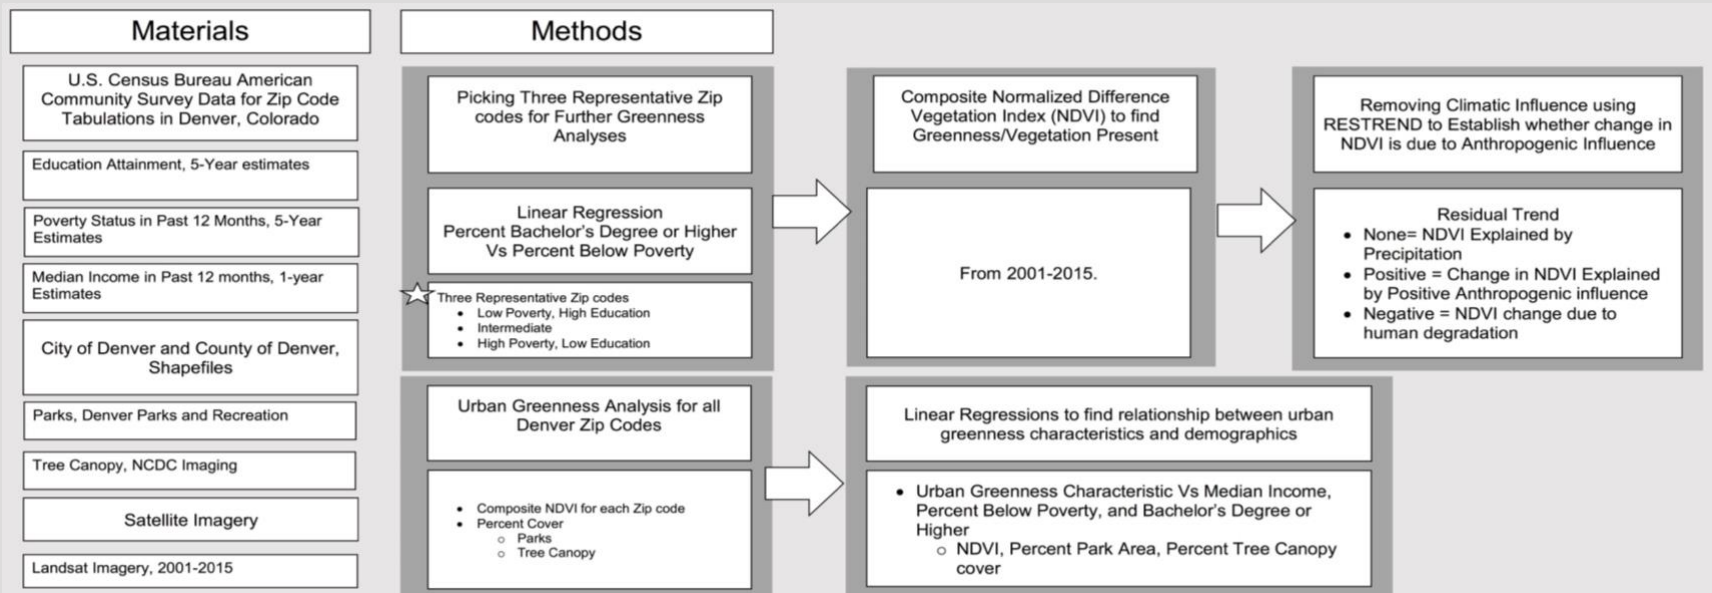 Materials
U.S. Census Bureau American
Community Survey Data for Zip Code
Tabulations in Denver, Colorado
Education Attainment, 5-Year estimates
Poverty Status in Past 12 Months, 5-Year
Estimates
Median Income in Past 12 months, 1-year
Estimates
City of Denver and County of Denver,
Shapefiles
Parks, Denver Parks and Recreation
Tree Canopy, NCDC Imaging
Satellite Imagery
Landsat Imagery, 2001-2015
Methods
Picking Three Representative Zip
codes for Further Greenness
Analyses
Linear Regression
Percent Bachelor's Degree or Higher
Vs Percent Below Poverty
Three Representative Zip codes
• Low Poverty, High Education
• Intermediate
• High Poverty, Low Education
Composite Normalized Difference
Vegetation Index (NDVI) to find
Greenness/Vegetation Present
From 2001-2015.
Removing Climatic Influence using
RESTREND to Establish whether change in
NDVI is due to Anthropogenic Influence
Residual Trend
• None= NDVI Explained by
Precipitation
• Positive = Change in NDVI Explained
by Positive Anthropogenic influence
• Negative = NDVI change due to
human degradation
Urban Greenness Analysis for all
Denver Zip Codes
• Composite NDVI for each Zip code
• Percent Cover
o Parks
o Tree Canopy
Linear Regressions to find relationship between urban
greenness characteristics and demographics
• Urban Greenness Characteristic Vs Median Income,
Percent Below Poverty, and Bachelor's Degree or
Higher
o NDVI, Percent Park Area, Percent Tree Canopy
cover